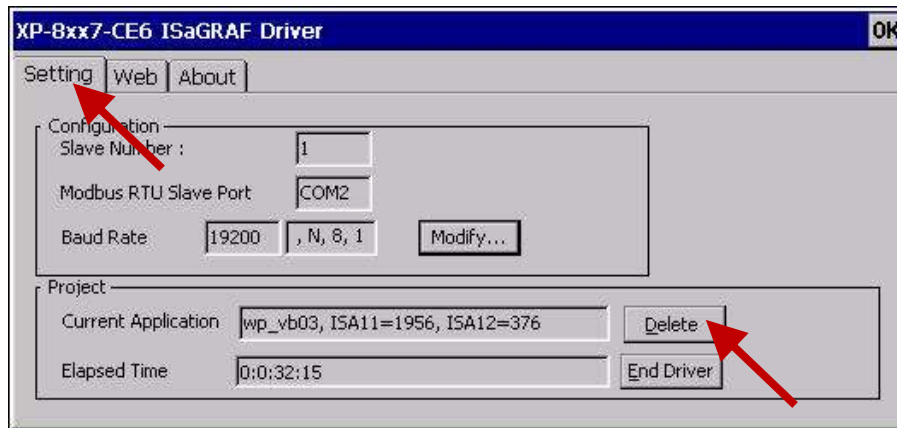 XP-8xx7-CE6 ISaGRAF Driver OK
Setting Web About
Configuration
Slave Number : 1
Modbus RTU Slave Port COM2
Baud Rate 19200 , N, 8, 1 Modify...
Project
Current Application wp_vb03, ISA11=1956, ISA12=376 Delete
Elapsed Time 0:0:32:15 End Driver